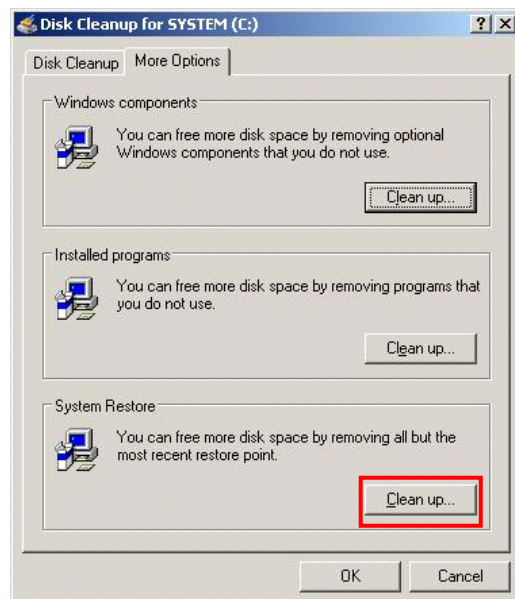 Disk Cleanup for SYSTEM (C:)
Disk Cleanup More Options
Windows components
You can free more disk space by removing optional
Windows components that you do not use.
Clean up...
Installed programs
You can free more disk space by removing programs that
you do not use.
Clean up...
System Restore
You can free more disk space by removing all but the
most recent restore point.
Clean up...
OK Cancel